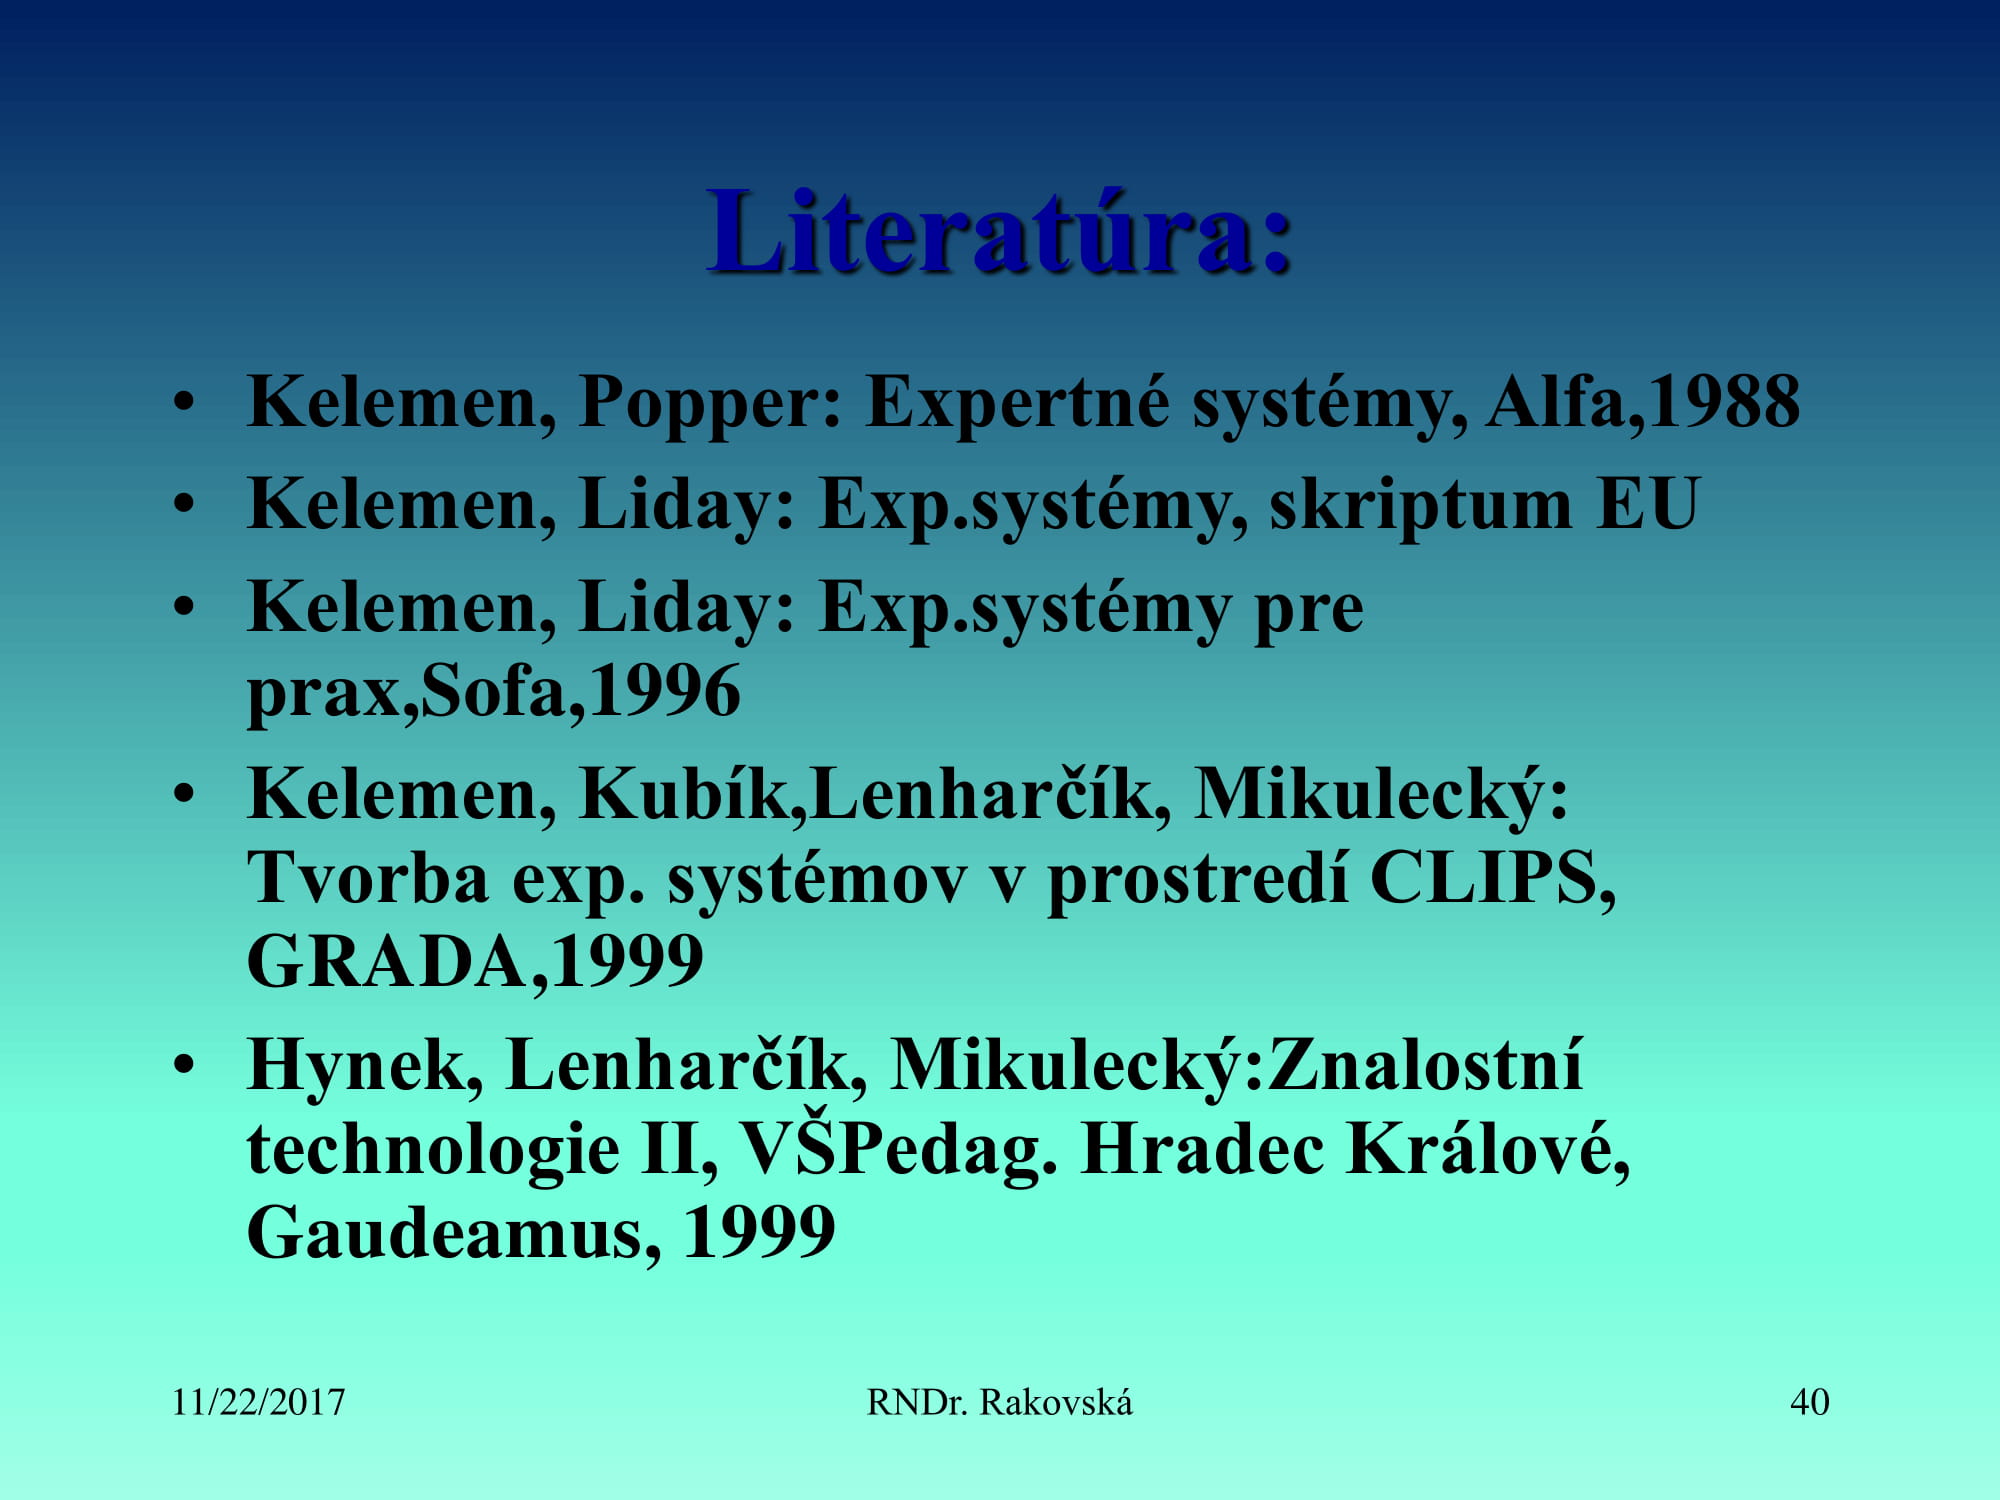 Literatúra:
• Kelemen, Popper: Expertné systémy, Alfa,1988
• Kelemen, Liday: Exp.systémy, skriptum EU
• Kelemen, Liday: Exp.systémy pre
prax,Sofa,1996
• Kelemen, Kubík,Lenharčík, Mikulecký:
Tvorba exp. systémov v prostredí CLIPS,
GRADA,1999
• Hynek, Lenharčík, Mikulecký:Znalostní
technologie II, VŠPedag. Hradec Králové,
Gaudeamus, 1999
11/22/2017 RNDr. Rakovská 40